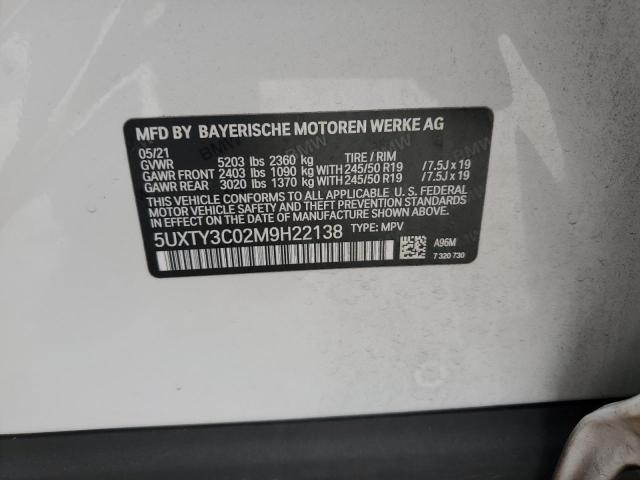 MFD BY BAYERISCHE MOTOREN WERKE AG
05/21
GVWR 5203 lbs 2360 kg TIRE / RIM
GAWR FRONT 2403 lbs 1090 kg WITH 245/50 R19 /7.5J x 19
GAWR REAR 3020 lbs 1370 kg WITH 245/50 R19 /7.5J x 19
THIS VEHICLE CONFORMS TO ALL APPLICABLE U.S. FEDERAL
MOTOR VEHICLE SAFETY, BUMPER, AND THEFT PREVENTION STANDARDS
IN EFFECT ON THE DATE OF MANUFACTURE SHOWN ABOVE.
5UXTY3C02M9H22138 TYPE: MPV
A96M
7 320 730